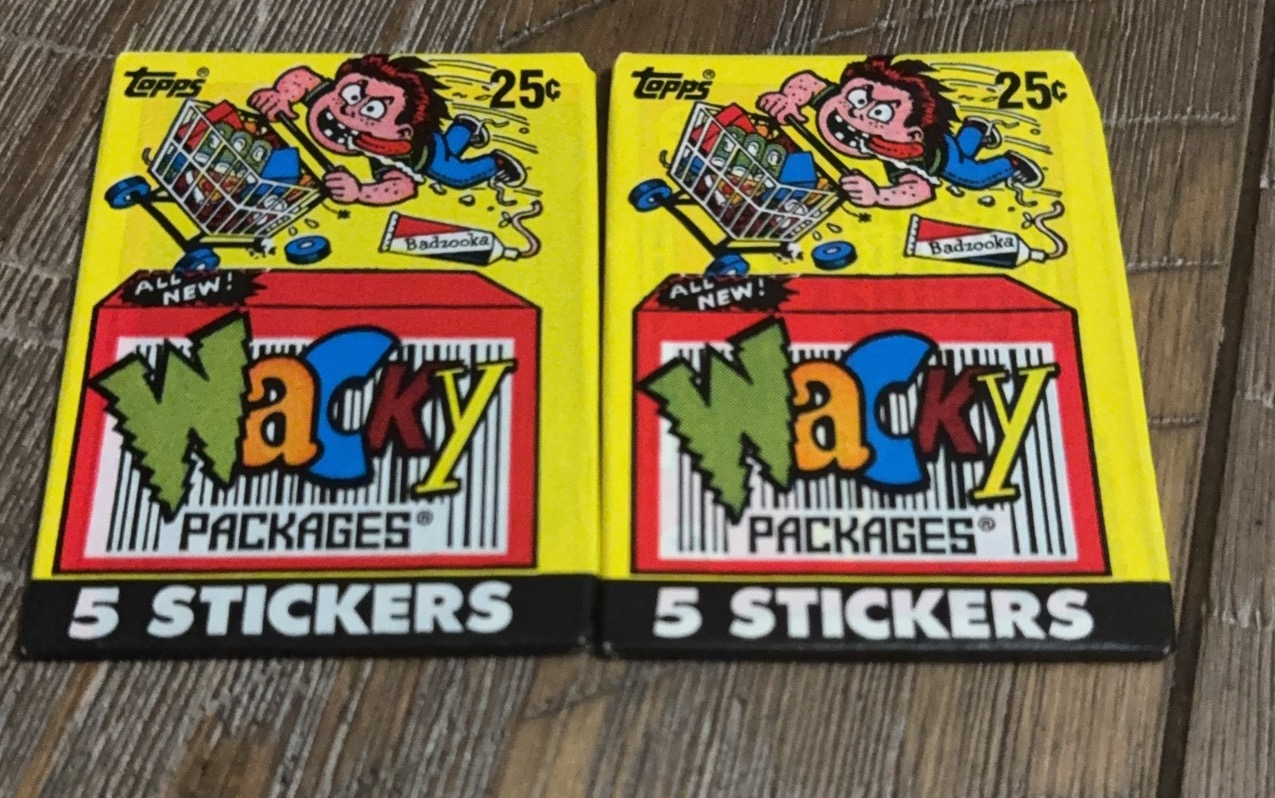 Topps® 25¢
Badzooka
ALL NEW!
WacKy
PACKAGES®
5 STICKERS
Topps® 25¢
Badzooka
ALL NEW!
WacKy
PACKAGES®
5 STICKERS